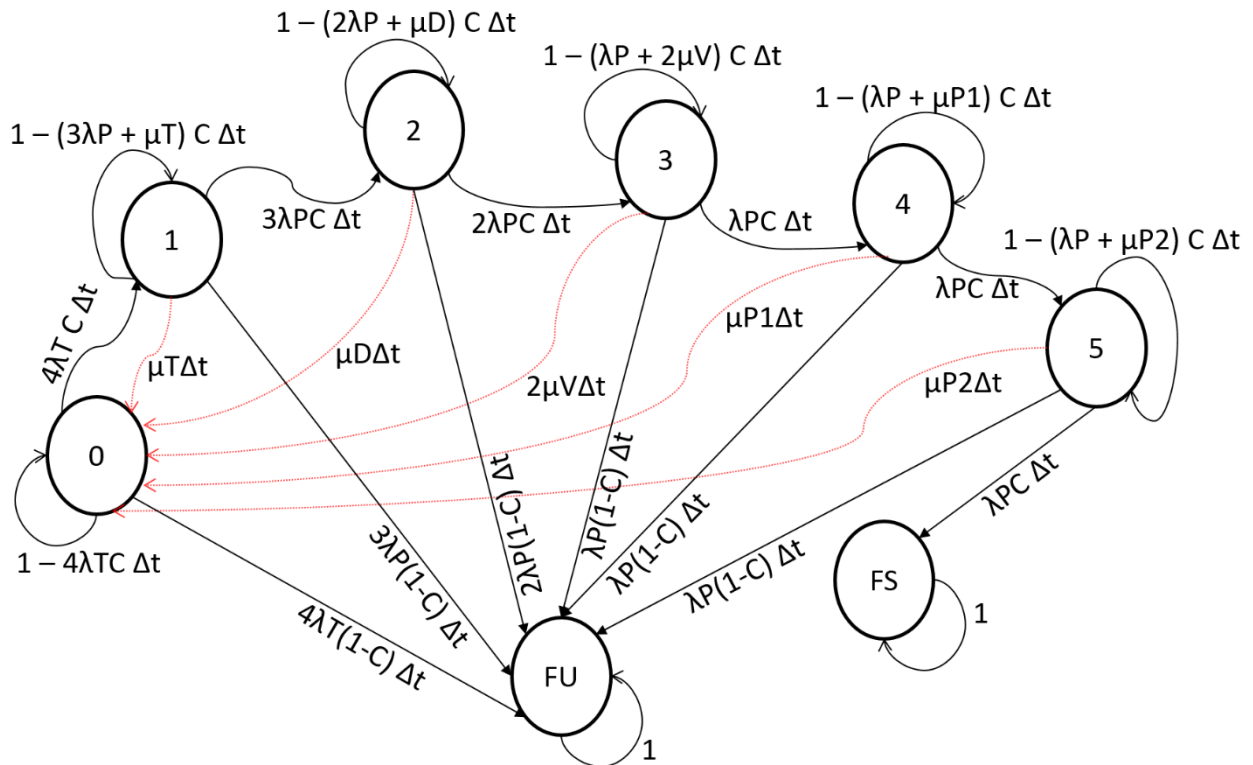 1 – (2λP + μD) C Δt
1 – (λP + 2μV) C Δt
1 – (λP + μP1) C Δt
1 – (3λP + μT) C Δt
2
3
4
1
3λPC Δt
2λPC Δt
λPC Δt
1 – (λP + μP2) C Δt
λPC Δt
5
4λT C Δt
μTΔt
μDΔt
2μVΔt
μP1Δt
μP2Δt
0
1 – 4λTC Δt
4λT(1-C) Δt
3λP(1-C) Δt
2λP(1-C) Δt
λP(1-C) Δt
λP(1-C) Δt
λP(1-C) Δt
λPC Δt
FS
1
FU
1